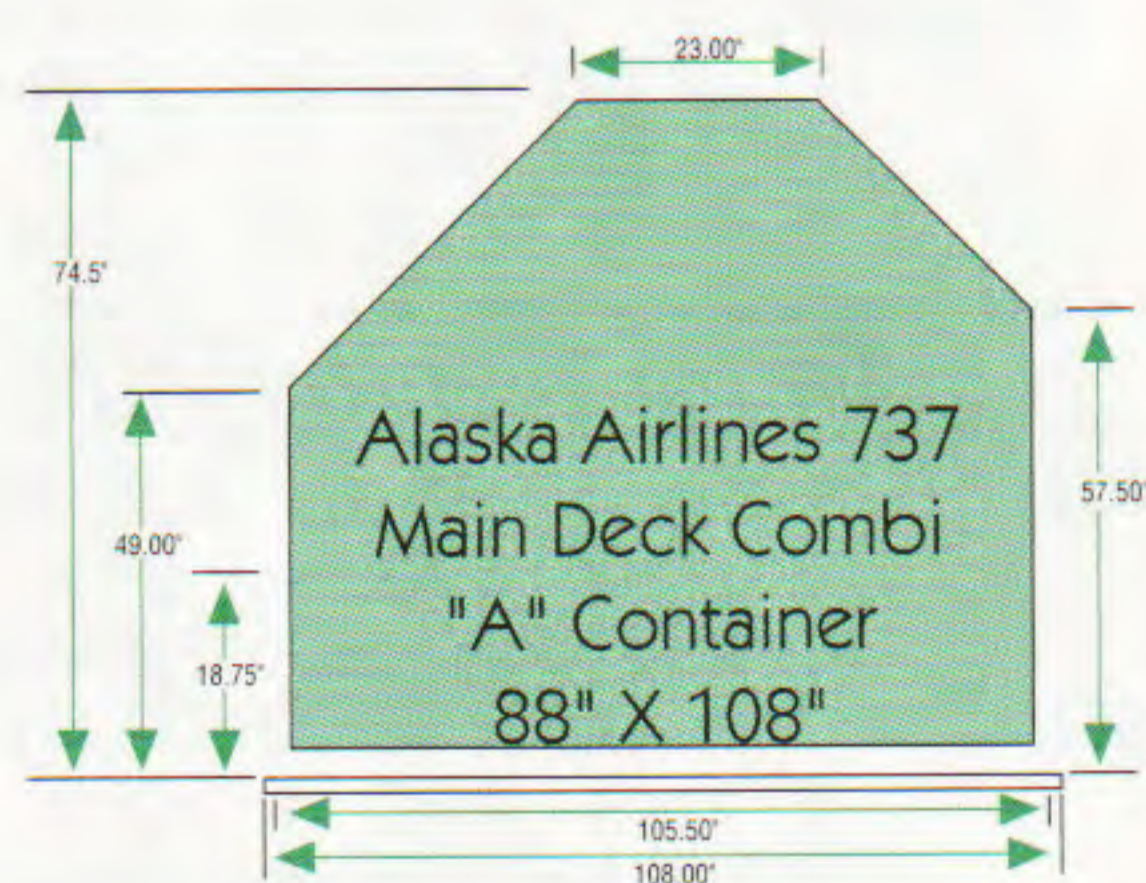 23.00"
74.5"
Alaska Airlines 737
57.50"
Main Deck Combi
49.00"
"A" Container
18.75"
88" X 108"
105.50"
108.00"